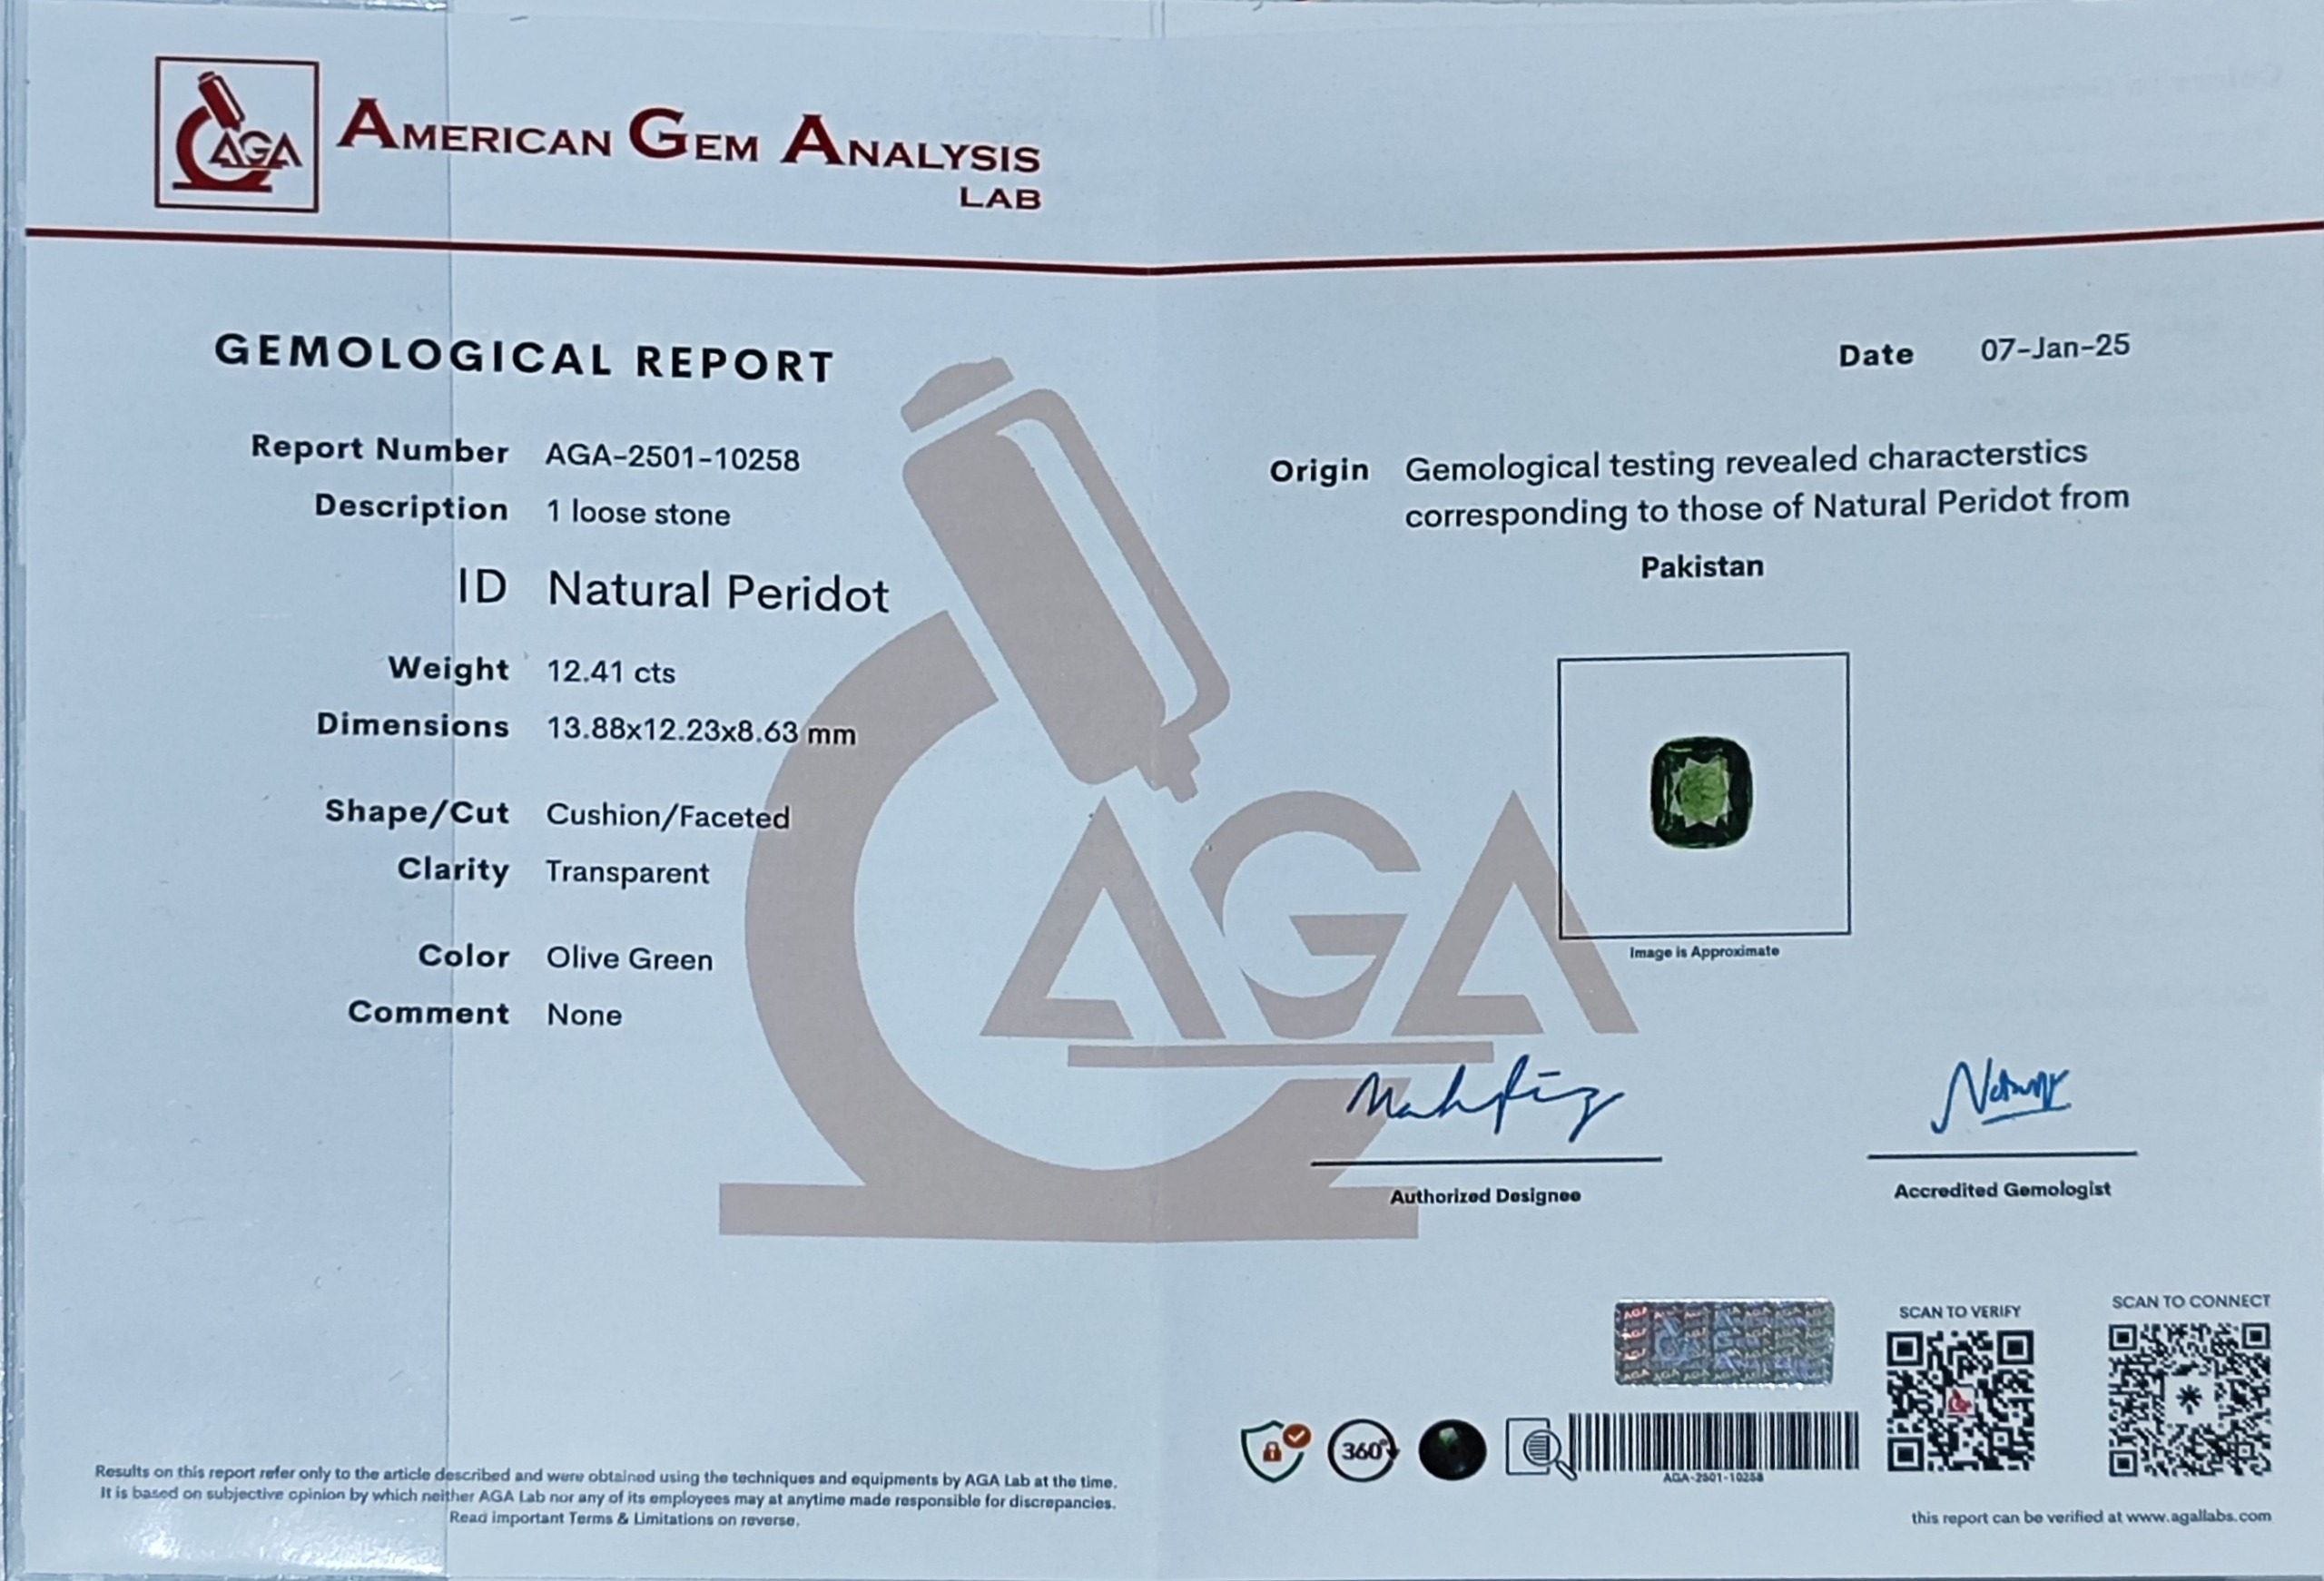 AGA
AMERICAN GEM ANALYSIS
LAB
GEMOLOGICAL REPORT
Report Number AGA-2501-10258
Description 1 loose stone
ID Natural Peridot
Weight 12.41 cts
Dimensions 13.88x12.23x8.63 mm
Shape/Cut Cushion/Faceted
Clarity Transparent
Color Olive Green
Comment None
Date 07-Jan-25
Origin Gemological testing revealed characterstics
corresponding to those of Natural Peridot from
Pakistan
Image is Approximate
AGA
Mahfiz
Authorized Designee
Accredited Gemologist
SCAN TO VERIFY
SCAN TO CONNECT
360°
AGA-2501-10258
Results on this report refer only to the article described and were obtained using the techniques and equipments by AGA Lab at the time.
It is based on subjective opinion by which neither AGA Lab nor any of its employees may at anytime made responsible for discrepancies.
Read important Terms & Limitations on reverse.
this report can be verified at www.agallabs.com